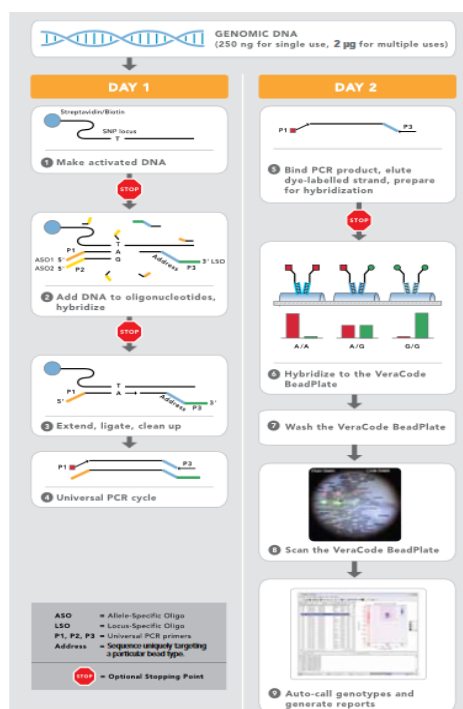 GENOMIC DNA
(250 ng for single use, 2 µg for multiple uses)
DAY 1
Streptavidin/Biotin
SNP locus
T
1 Make activated DNA
STOP
T
P1
A
ASO1 5'
G
ASO2 5'
P2
Address
P3
3' LSO
2 Add DNA to oligonucleotides,
hybridize
STOP
T
P1
A
5'
Address
P3
3'
3 Extend, ligate, clean up
P1
P3
4 Universal PCR cycle
ASO = Allele-Specific Oligo
LSO = Locus-Specific Oligo
P1, P2, P3 = Universal PCR primers
Address = Sequence uniquely targeting
a particular bead type.
STOP = Optional Stopping Point
DAY 2
P1
P3
5 Bind PCR product, elute
dye-labelled strand, prepare
for hybridization
STOP
A/A A/G G/G
6 Hybridize to the VeraCode
BeadPlate
7 Wash the VeraCode BeadPlate
8 Scan the VeraCode BeadPlate
9 Auto-call genotypes and
generate reports